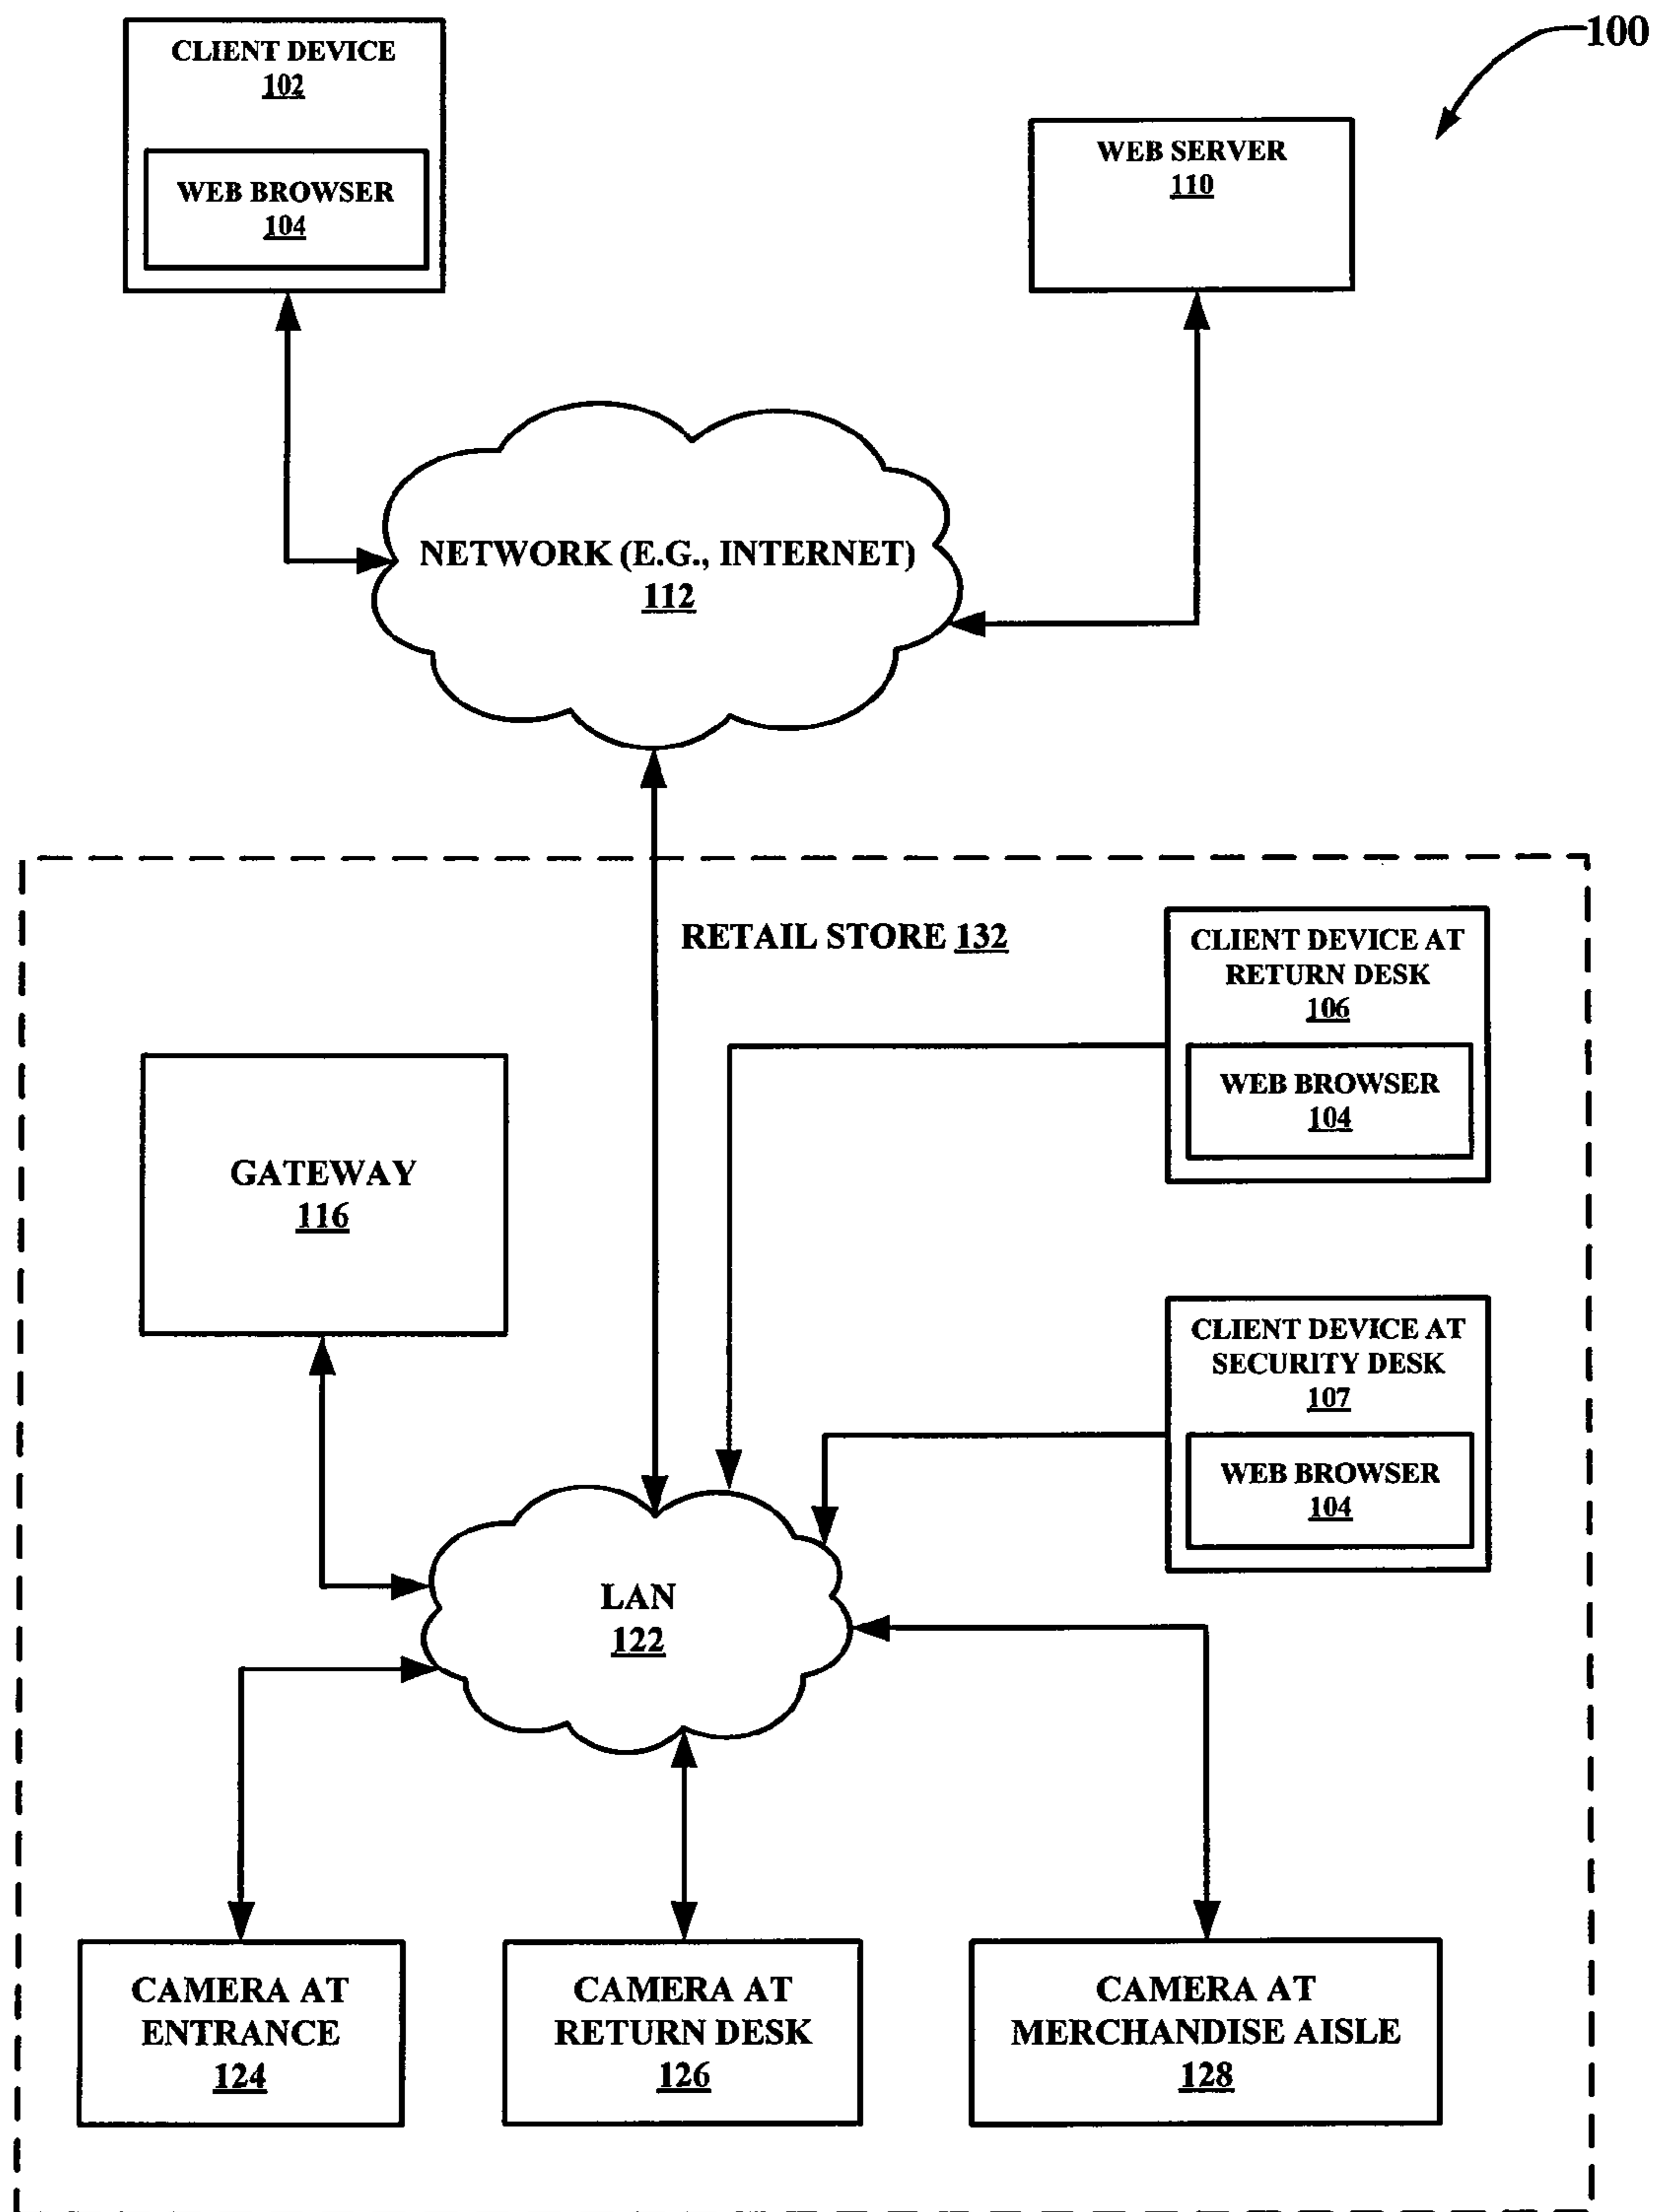 100
CLIENT DEVICE
102
WEB BROWSER
104
WEB SERVER
110
NETWORK (E.G., INTERNET)
112
RETAIL STORE 132
CLIENT DEVICE AT
RETURN DESK
106
WEB BROWSER
104
GATEWAY
116
CLIENT DEVICE AT
SECURITY DESK
107
WEB BROWSER
104
LAN
122
CAMERA AT
ENTRANCE
124
CAMERA AT
RETURN DESK
126
CAMERA AT
MERCHANDISE AISLE
128